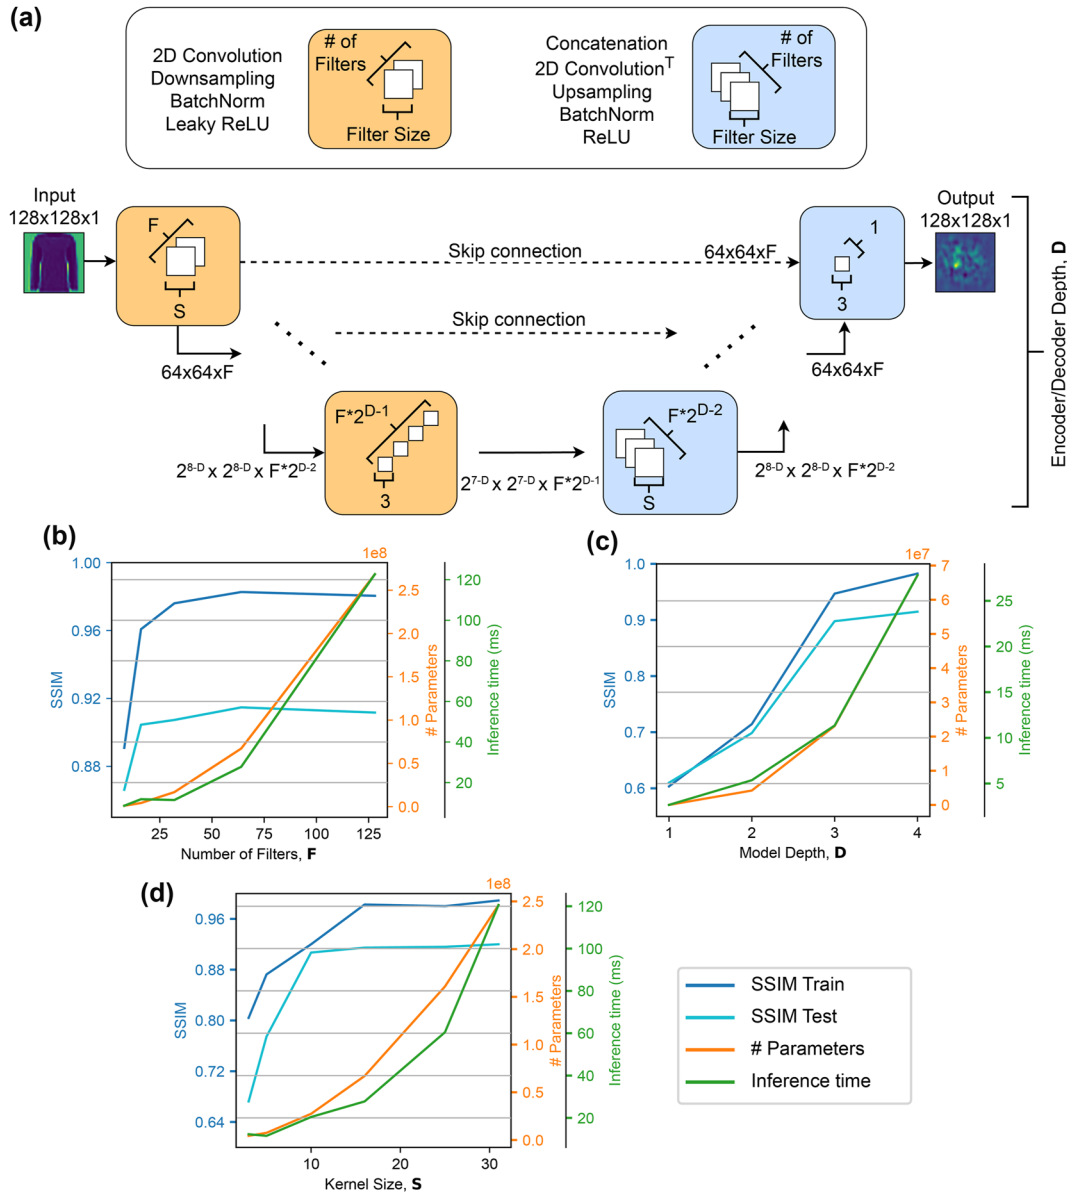 (a)
2D Convolution
Downsampling
BatchNorm
Leaky ReLU
# of
Filters
Filter Size
Concatenation
2D Convolution^T
Upsampling
BatchNorm
ReLU
# of
Filters
Filter Size
Input
128x128x1
F
S
Skip connection
64x64xF
1
3
Output
128x128x1
Skip connection
64x64xF
64x64xF
F*2^D-1
3
F*2^D-2
S
2^8-D x 2^8-D x F*2^D-2
2^7-D x 2^7-D x F*2^D-1
2^8-D x 2^8-D x F*2^D-2
Encoder/Decoder Depth, D
(b)
1e8
1.00
0.96
0.92
0.88
SSIM
2.5
2.0
1.5
1.0
0.5
0.0
# Parameters
120
100
80
60
40
20
Inference time (ms)
25 50 75 100 125
Number of Filters, F
(c)
1e7
1.0
0.9
0.8
0.7
0.6
SSIM
7
6
5
4
3
2
1
0
# Parameters
25
20
15
10
5
Inference time (ms)
1 2 3 4
Model Depth, D
(d)
1e8
0.96
0.88
0.80
0.72
0.64
SSIM
2.5
2.0
1.5
1.0
0.5
0.0
# Parameters
120
100
80
60
40
20
Inference time (ms)
10 20 30
Kernel Size, S
SSIM Train
SSIM Test
# Parameters
Inference time